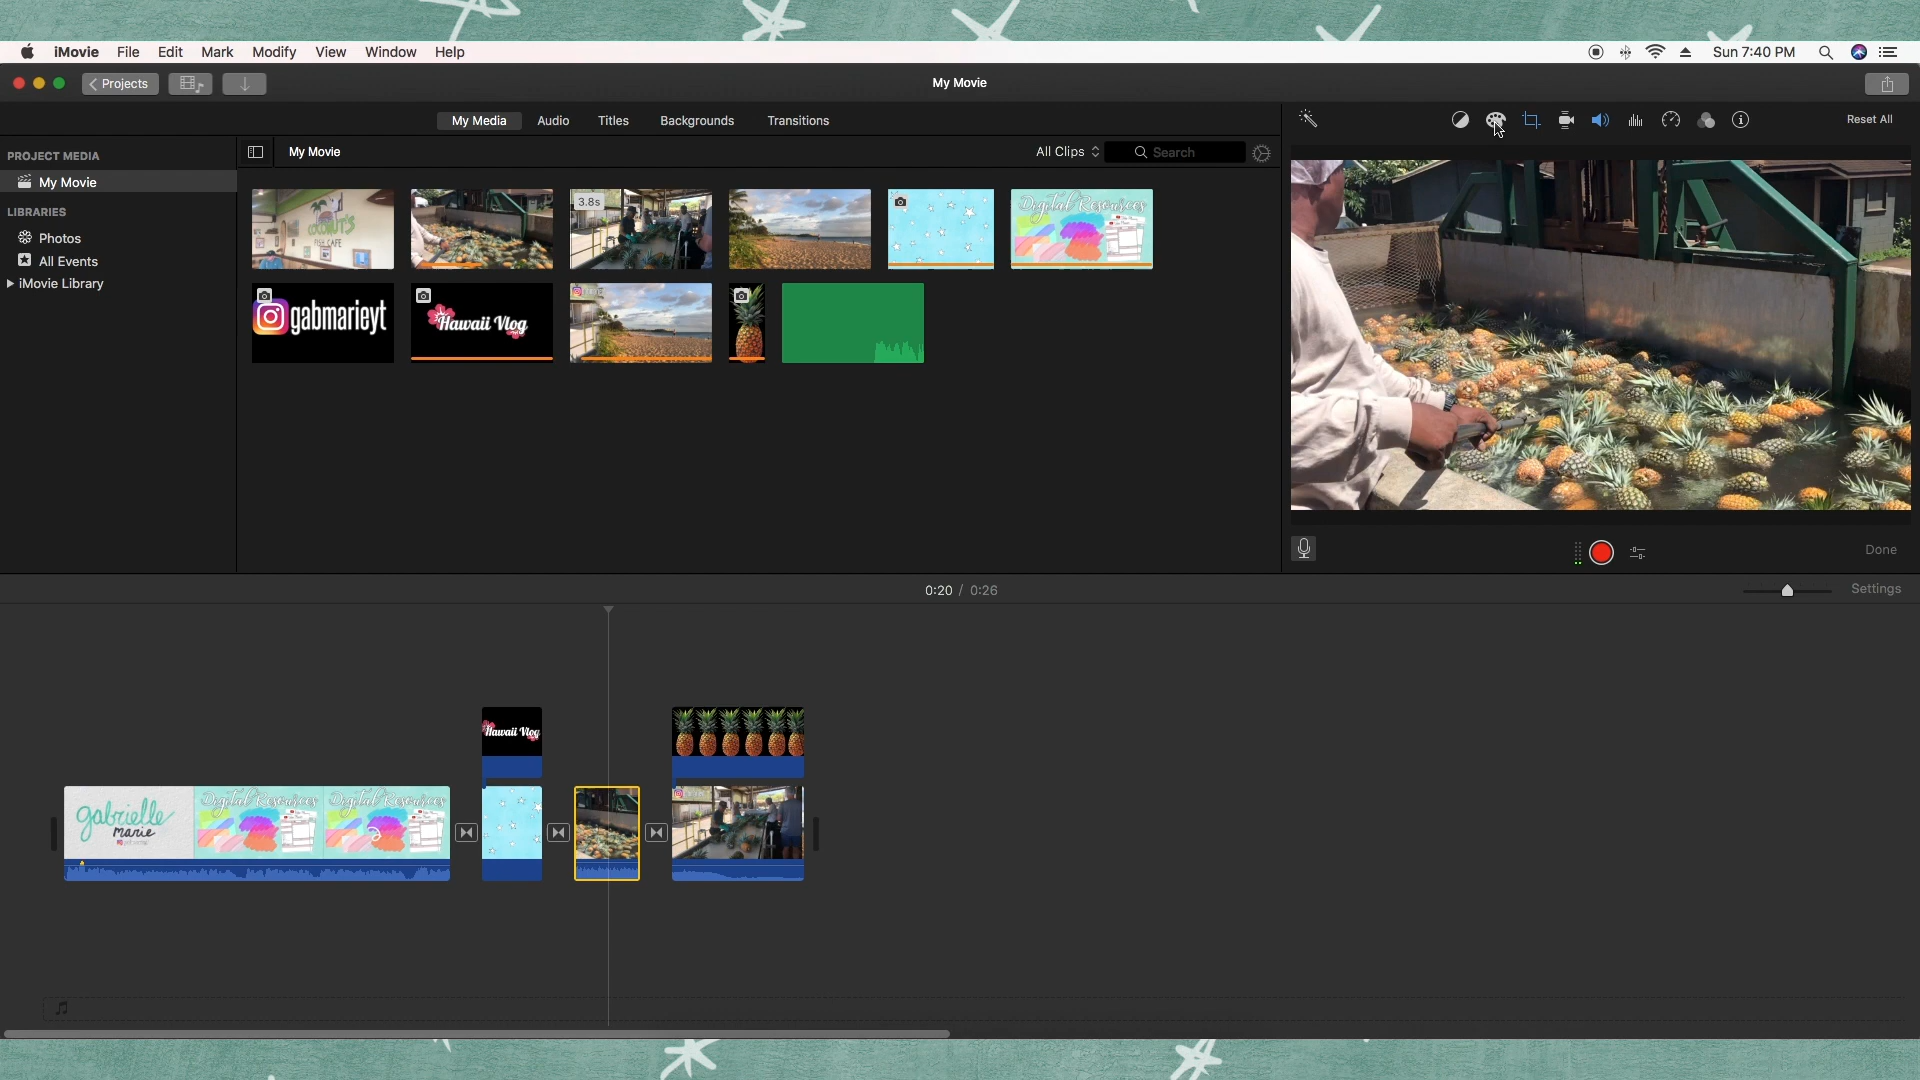 iMovie File Edit Mark Modify View Window Help
Sun 7:40 PM
Projects
My Movie
My Media Audio Titles Backgrounds Transitions
Reset All
PROJECT MEDIA
My Movie
LIBRARIES
Photos
All Events
iMovie Library
My Movie
All Clips
Search
COCONUT'S
FISH CAFE
3.8s
Digital Resources
gabmarieyt
Hawaii Vlog
Done
0:20 / 0:26
Settings
Hawaii Vlog
gabrielle
marie
Digital Resources
Digital Resources